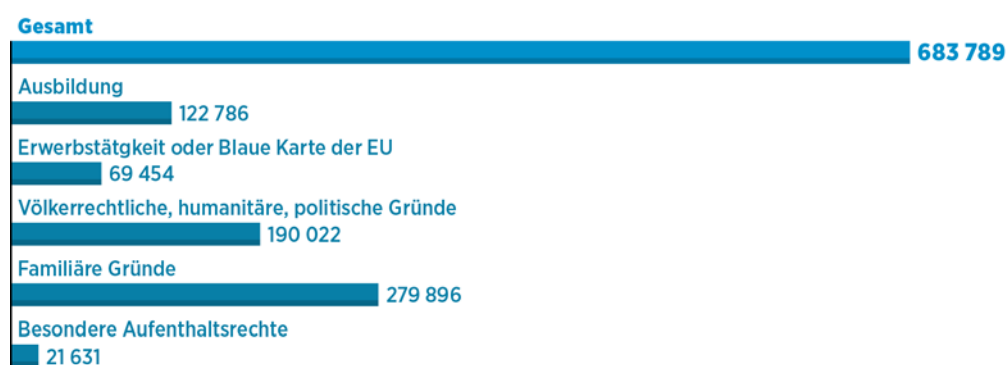 Gesamt
683 789
Ausbildung
122 786
Erwerbstätgkeit oder Blaue Karte der EU
69 454
Völkerrechtliche, humanitäre, politische Gründe
190 022
Familiäre Gründe
279 896
Besondere Aufenthaltsrechte
21 631